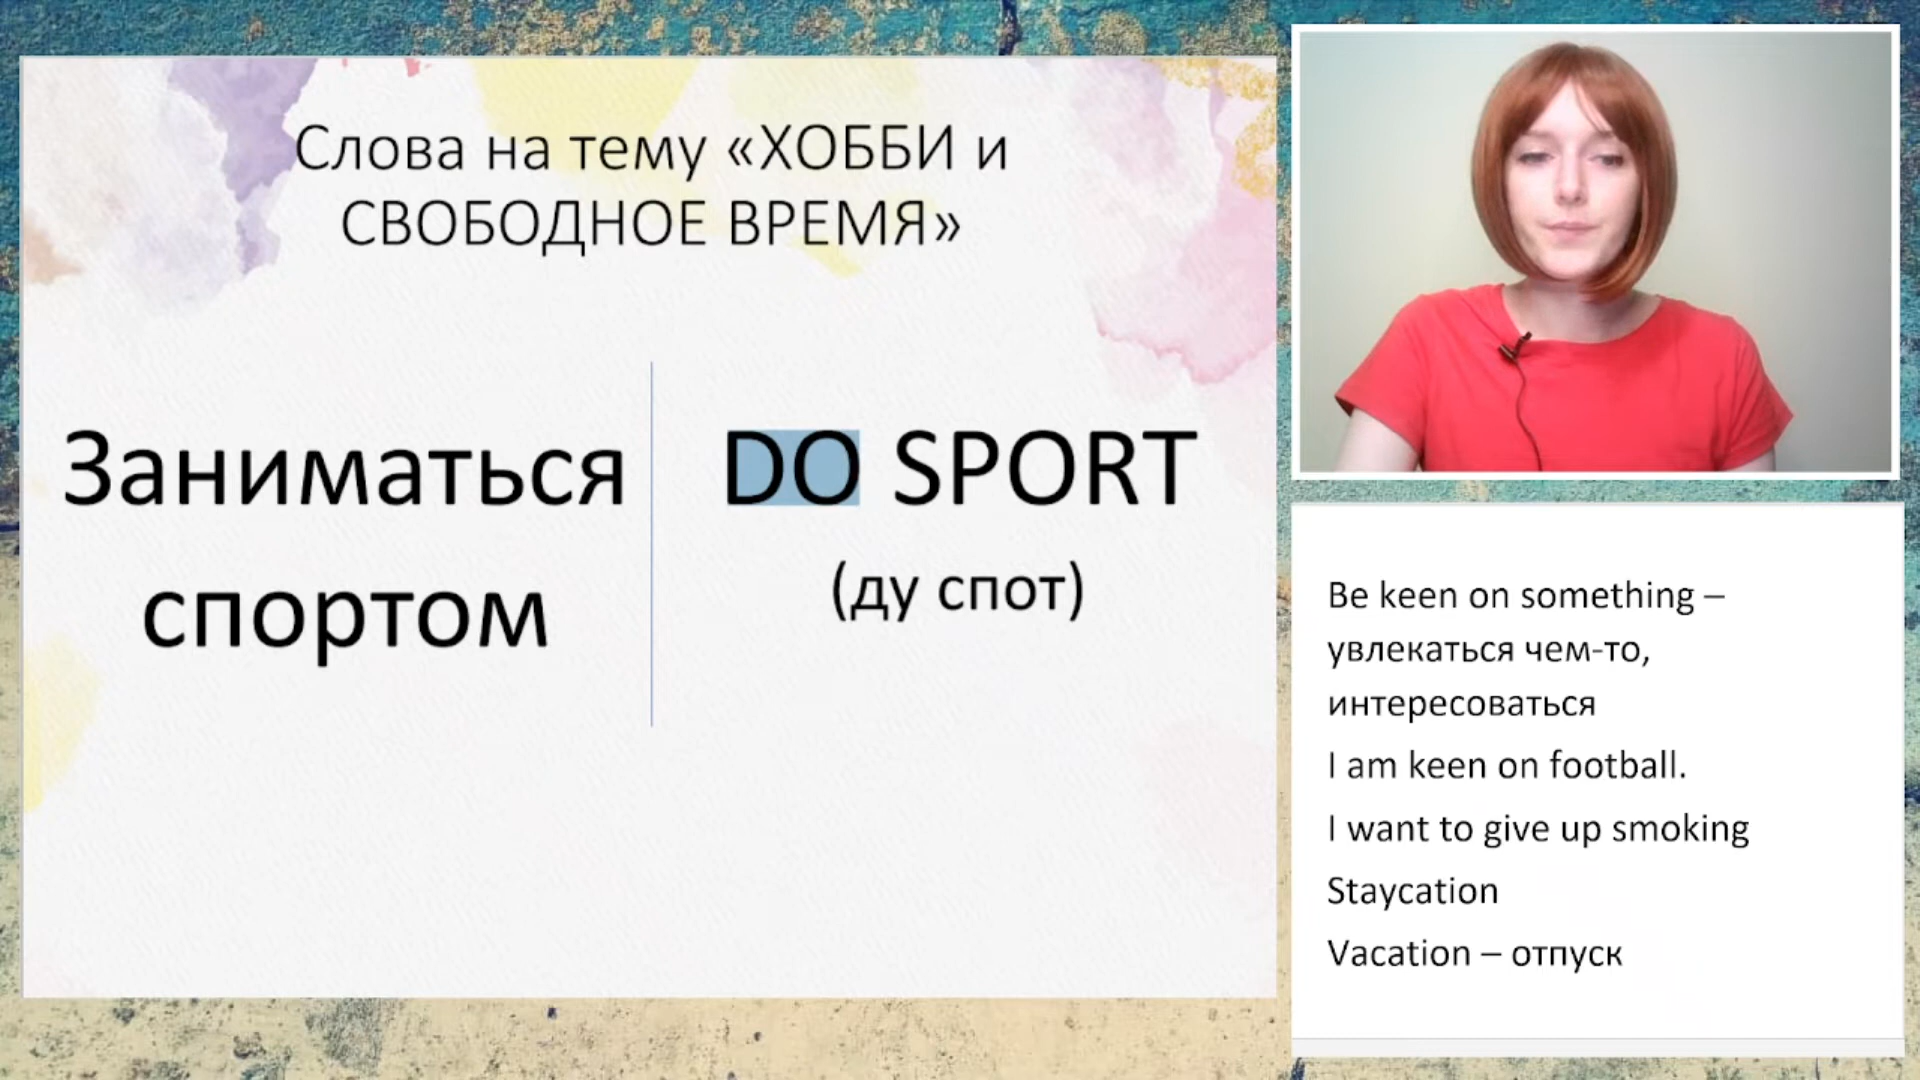 Слова на тему «ХОББИ и
СВОБОДНОЕ ВРЕМЯ»
Заниматься
спортом
DO SPORT
(ду спот)
Be keen on something –
увлекаться чем-то,
интересоваться
I am keen on football.
I want to give up smoking
Staycation
Vacation – отпуск